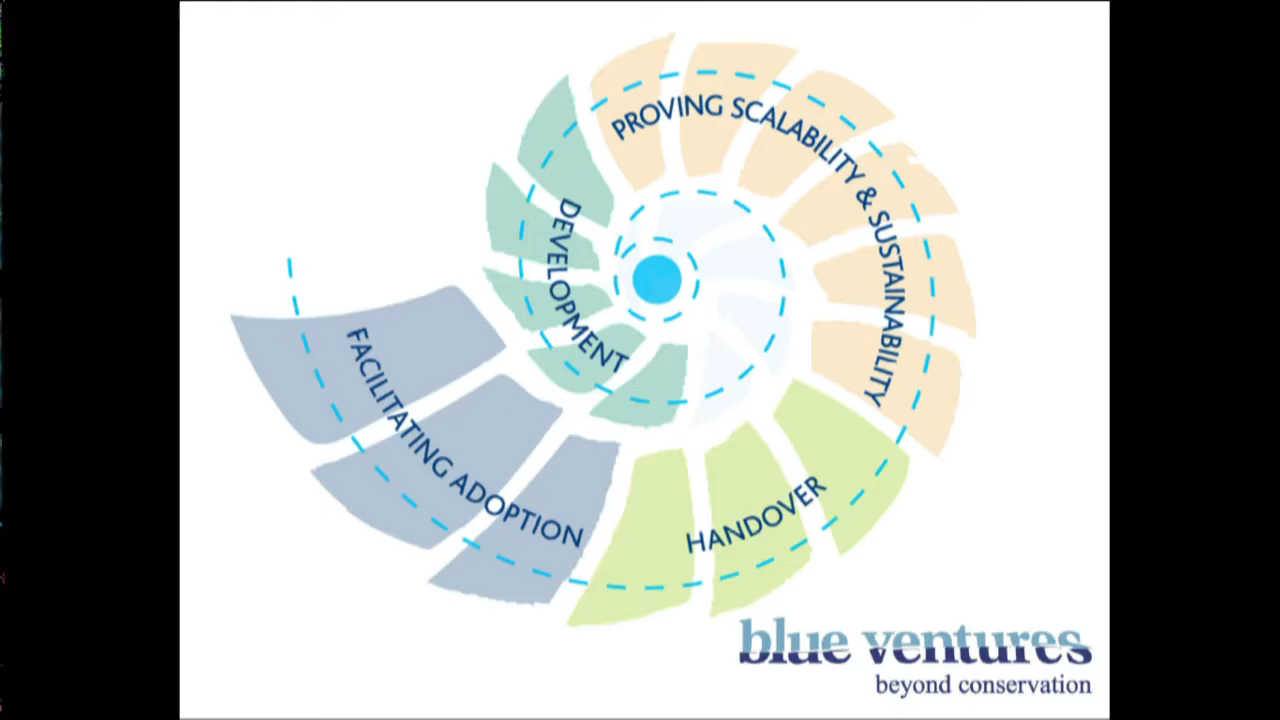 DEVELOPMENT
PROVING SCALABILITY & SUSTAINABILITY
HANDOVER
FACILITATING ADOPTION
blue ventures
beyond conservation